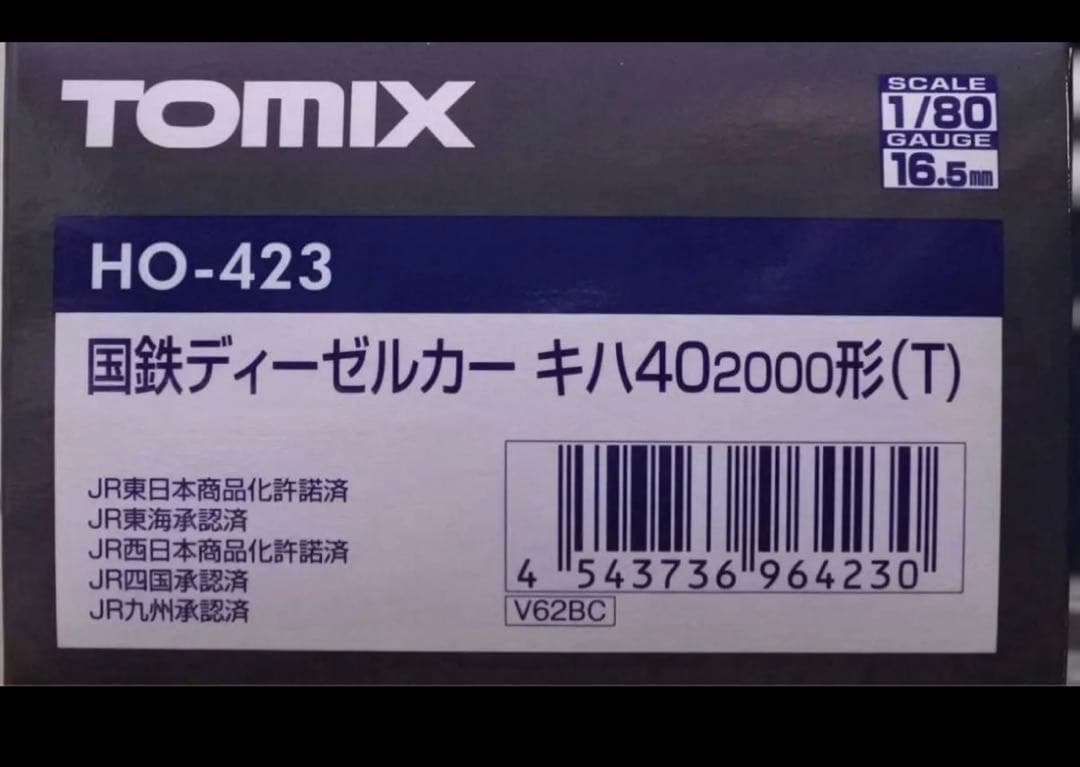 TOMIX
SCALE
1/80
GAUGE
16.5mm
HO-423
国鉄ディーゼルカー キハ402000形(T)
JR東日本商品化許諾済
JR東海承認済
JR西日本商品化許諾済
JR四国承認済
JR九州承認済
4 543736 964230
V62BC